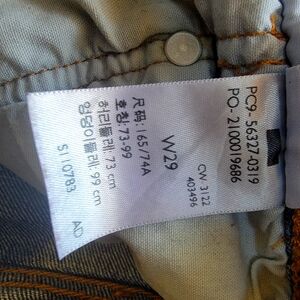 PC9- 56327-0319
PO- 2100019686
CW 3122
403496
W29
尺码: 165/74A
호칭: 73-99
허리둘레 73 cm
엉덩이둘레 99 cm
5110783
AD